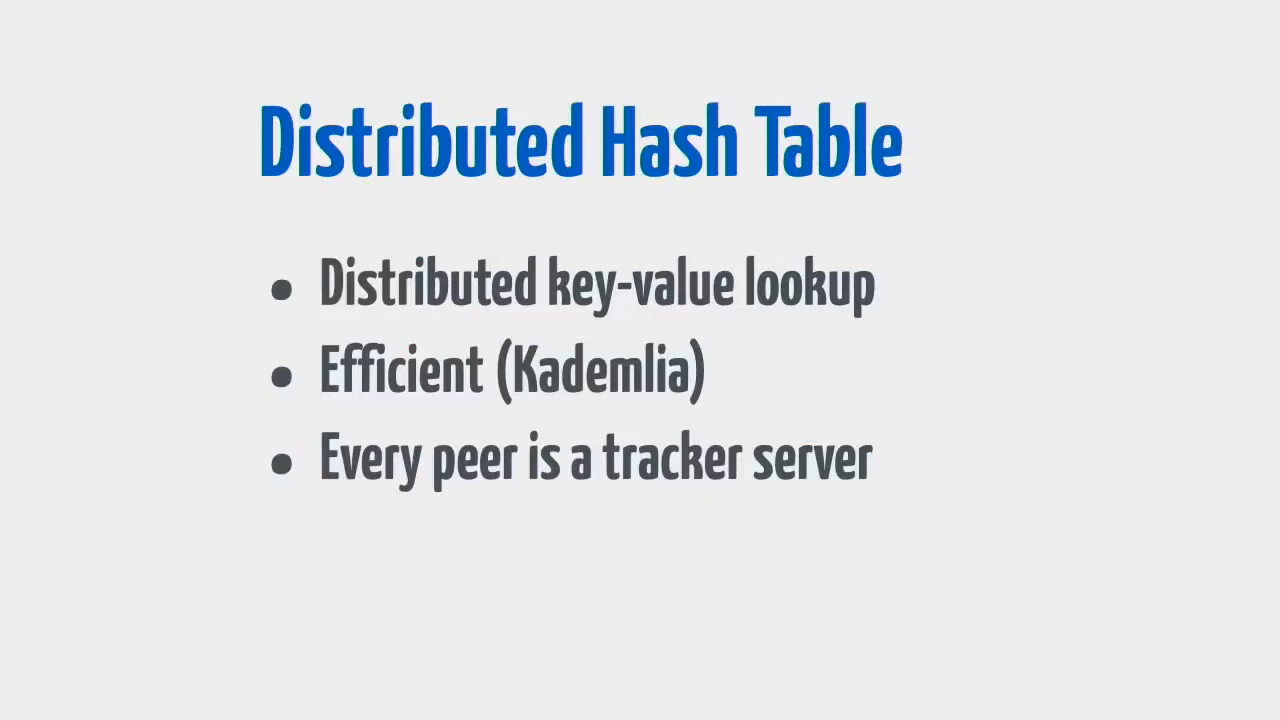 Distributed Hash Table
• Distributed key-value lookup
• Efficient (Kademlia)
• Every peer is a tracker server